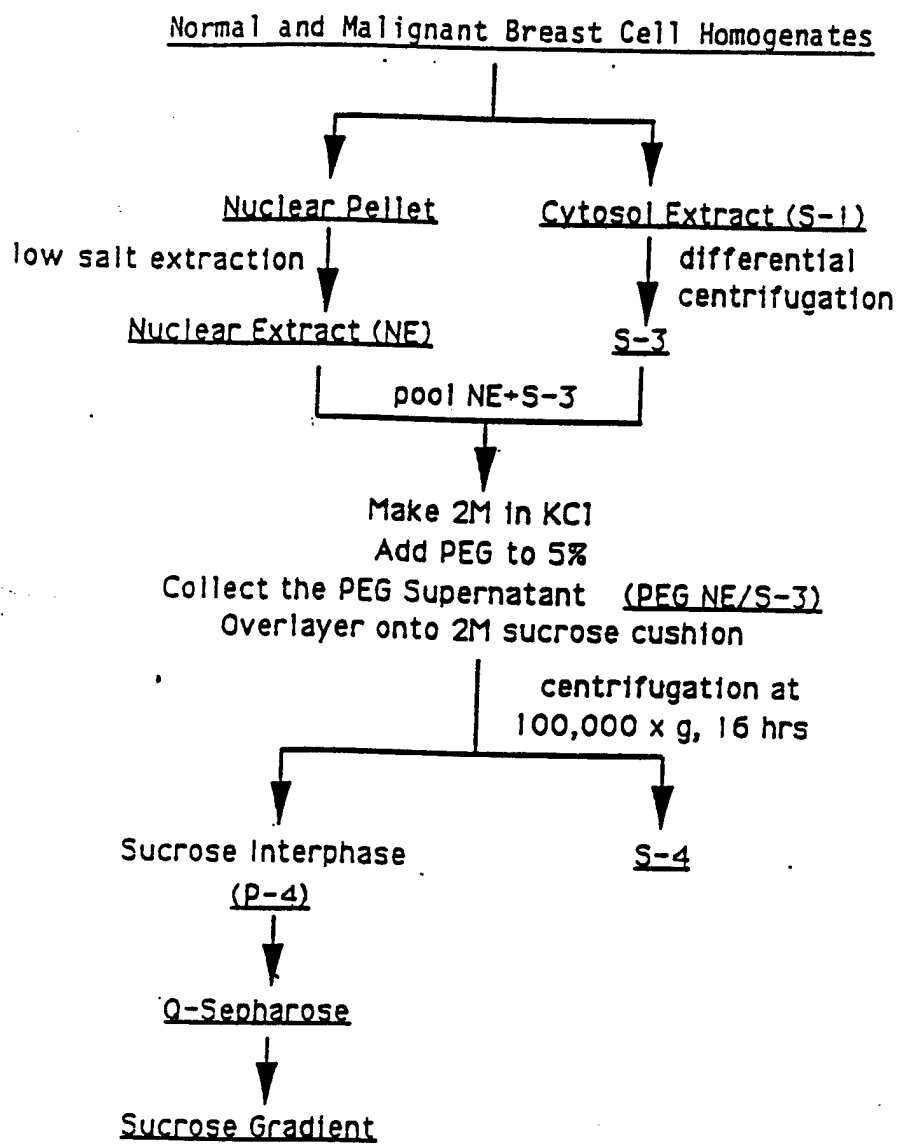 Normal and Malignant Breast Cell Homogenates
Nuclear Pellet
Cytosol Extract (S-1)
low salt extraction
differential
centrifugation
Nuclear Extract (NE)
S-3
pool NE+S-3
Make 2M in KCl
Add PEG to 5%
Collect the PEG Supernatant (PEG NE/S-3)
Overlayer onto 2M sucrose cushion
centrifugation at
100,000 x g, 16 hrs
Sucrose Interphase
(P-4)
S-4
Q-Sepharose
Sucrose Gradient